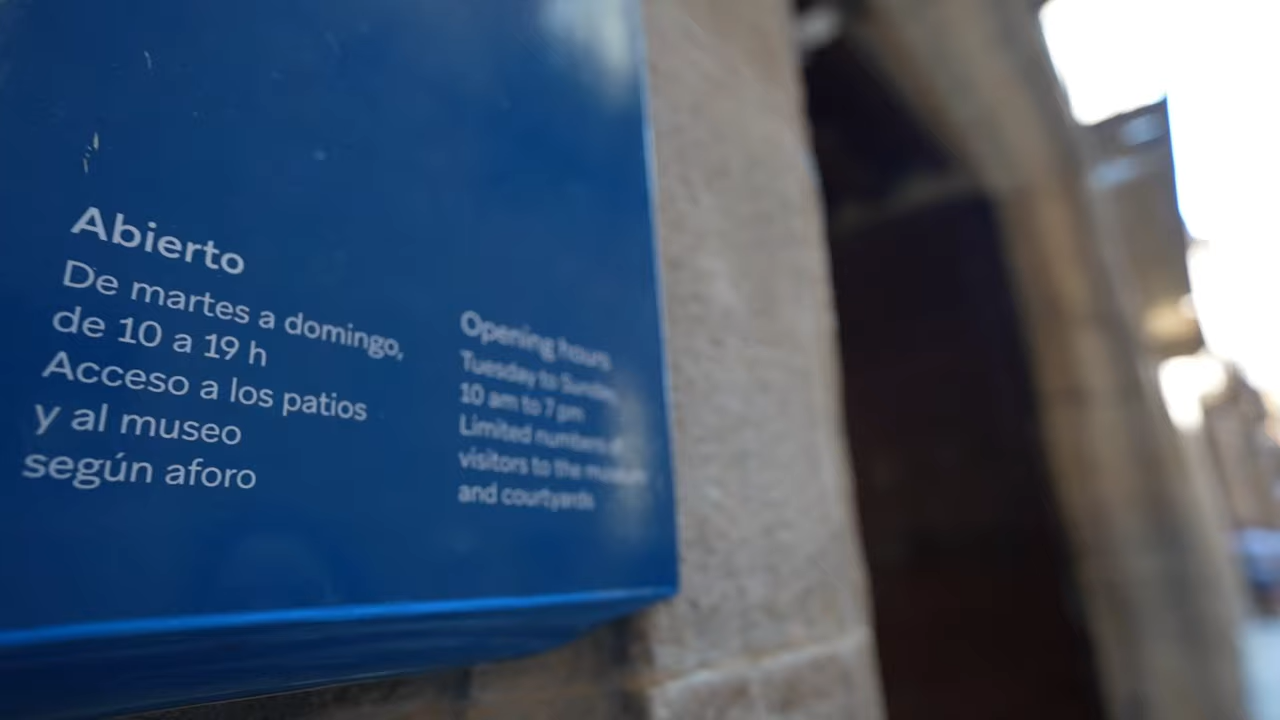 Abierto
De martes a domingo,
de 10 a 19 h
Acceso a los patios
y al museo
según aforo
Opening hours
Tuesday to Sunday
10 am to 7 pm
Limited numbers of
visitors to the museum
and courtyards